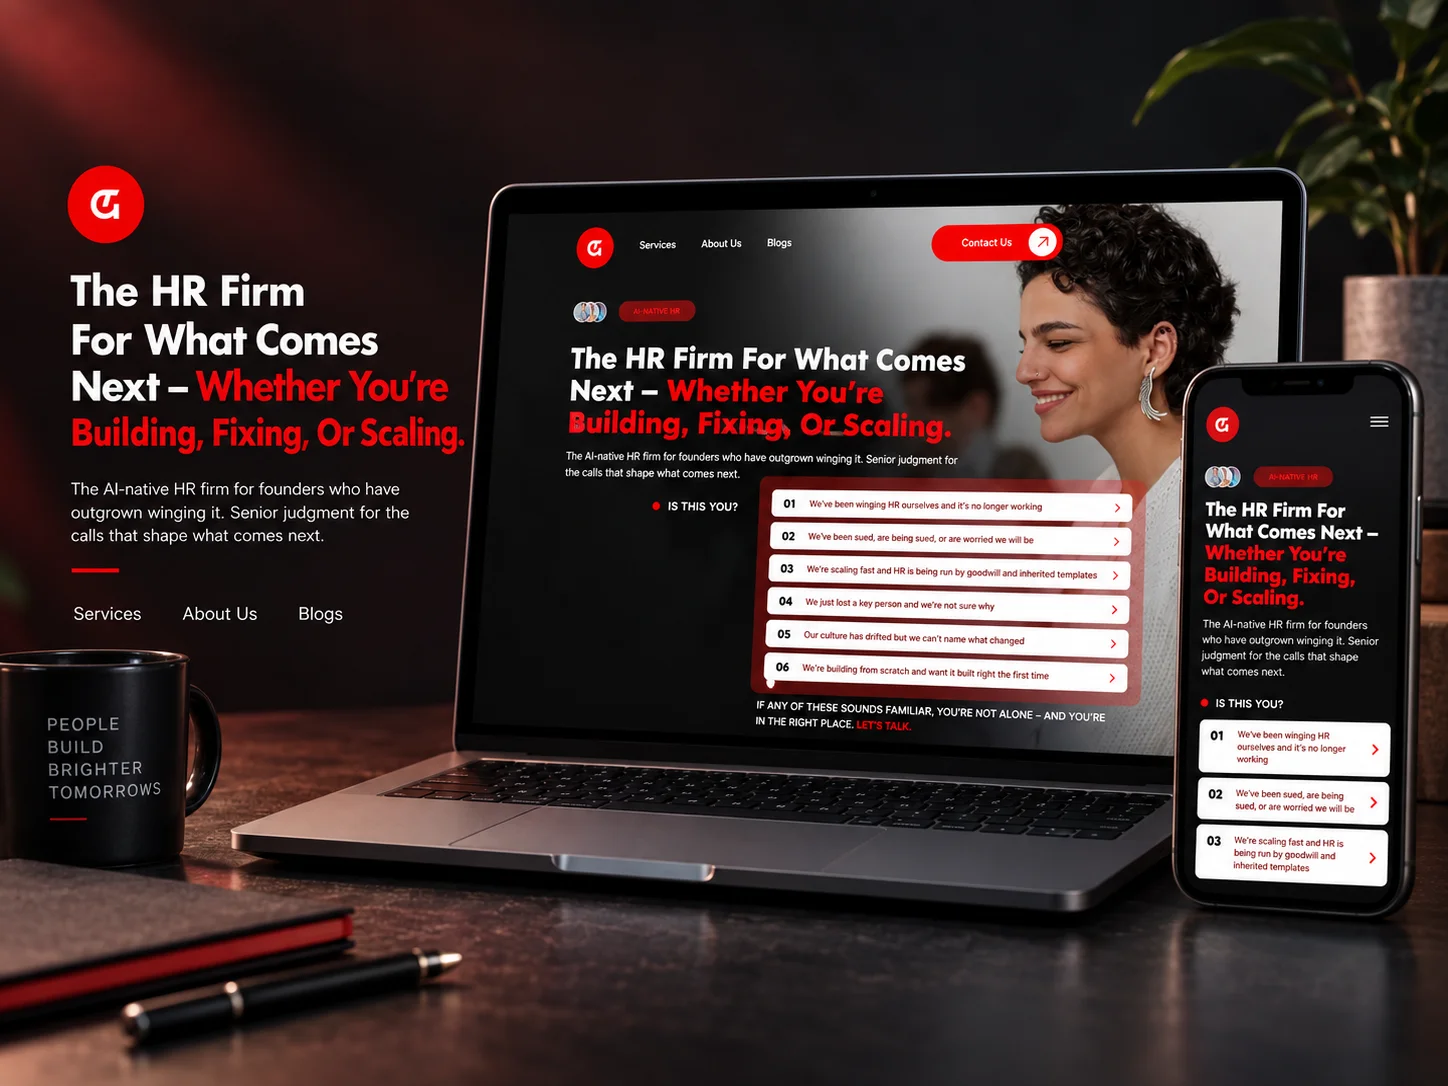 The HR Firm
For What Comes
Next – Whether You're
Building, Fixing, Or Scaling.
The AI-native HR firm for founders who have
outgrown winging it. Senior judgment for the
calls that shape what comes next.
Services About Us Blogs
PEOPLE
BUILD
BRIGHTER
TOMORROWS
Services About Us Blogs Contact Us
AI-NATIVE HR
The HR Firm For What Comes
Next – Whether You're
Building, Fixing, Or Scaling.
The AI-native HR firm for founders who have outgrown winging it. Senior judgment for
the calls that shape what comes next.
IS THIS YOU?
01 We've been winging HR ourselves and it's no longer working
02 We've been sued, are being sued, or are worried we will be
03 We're scaling fast and HR is being run by goodwill and inherited templates
04 We just lost a key person and we're not sure why
05 Our culture has drifted but we can't name what changed
06 We're building from scratch and want it built right the first time
IF ANY OF THESE SOUNDS FAMILIAR, YOU'RE NOT ALONE – AND YOU'RE
IN THE RIGHT PLACE. LET'S TALK.
AI-NATIVE HR
The HR Firm For
What Comes Next –
Whether You're
Building, Fixing,
Or Scaling.
The AI-native HR firm for founders
who have outgrown winging it. Senior
judgment for the calls that shape
what comes next.
IS THIS YOU?
01 We've been winging HR
ourselves and it's no longer
working
02 We've been sued, are being
sued, or are worried we will be
03 We're scaling fast and HR is
being run by goodwill and
inherited templates